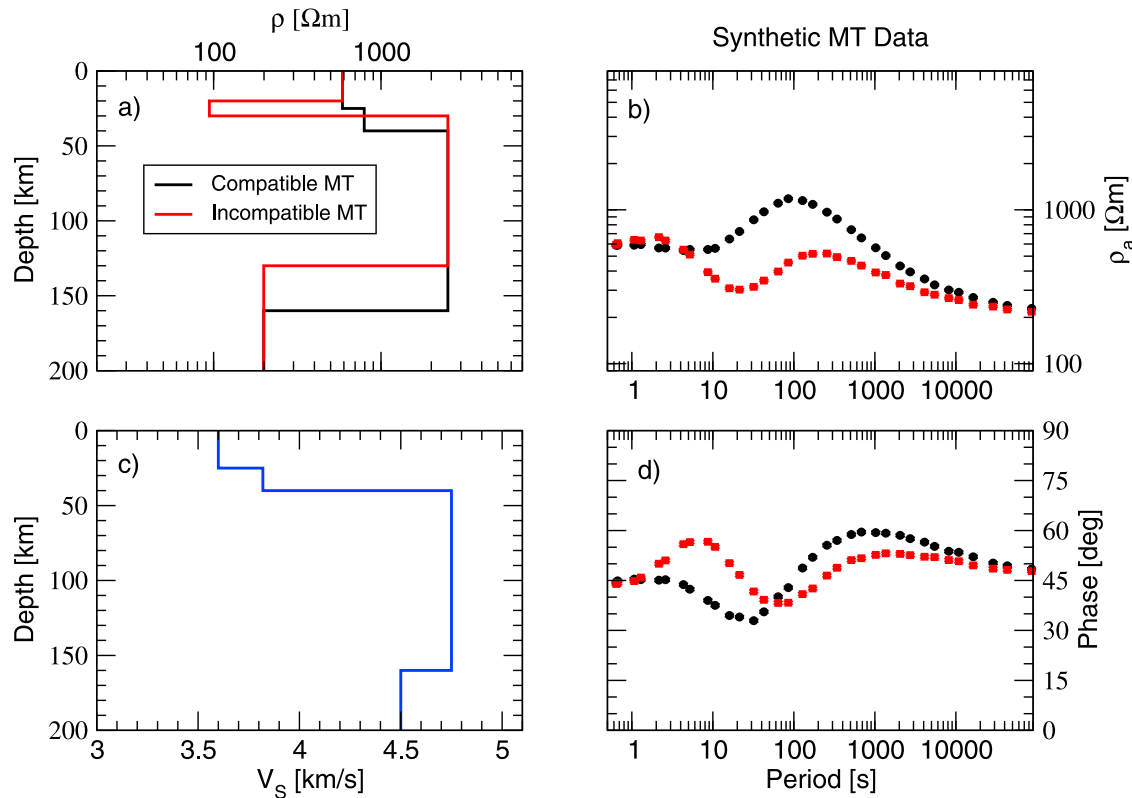 ρ [Ωm]
100 1000
0
50
100
150
200
Depth [km]
a)
Compatible MT
Incompatible MT
Synthetic MT Data
b)
1000
100
ρa [Ωm]
1 10 100 1000 10000
0
50
100
150
200
Depth [km]
c)
3 3.5 4 4.5 5
VS [km/s]
d)
90
75
60
45
30
15
0
Phase [deg]
1 10 100 1000 10000
Period [s]